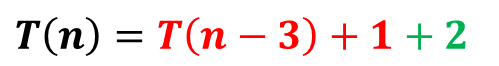 T(n) = T(n − 3) + 1 + 2